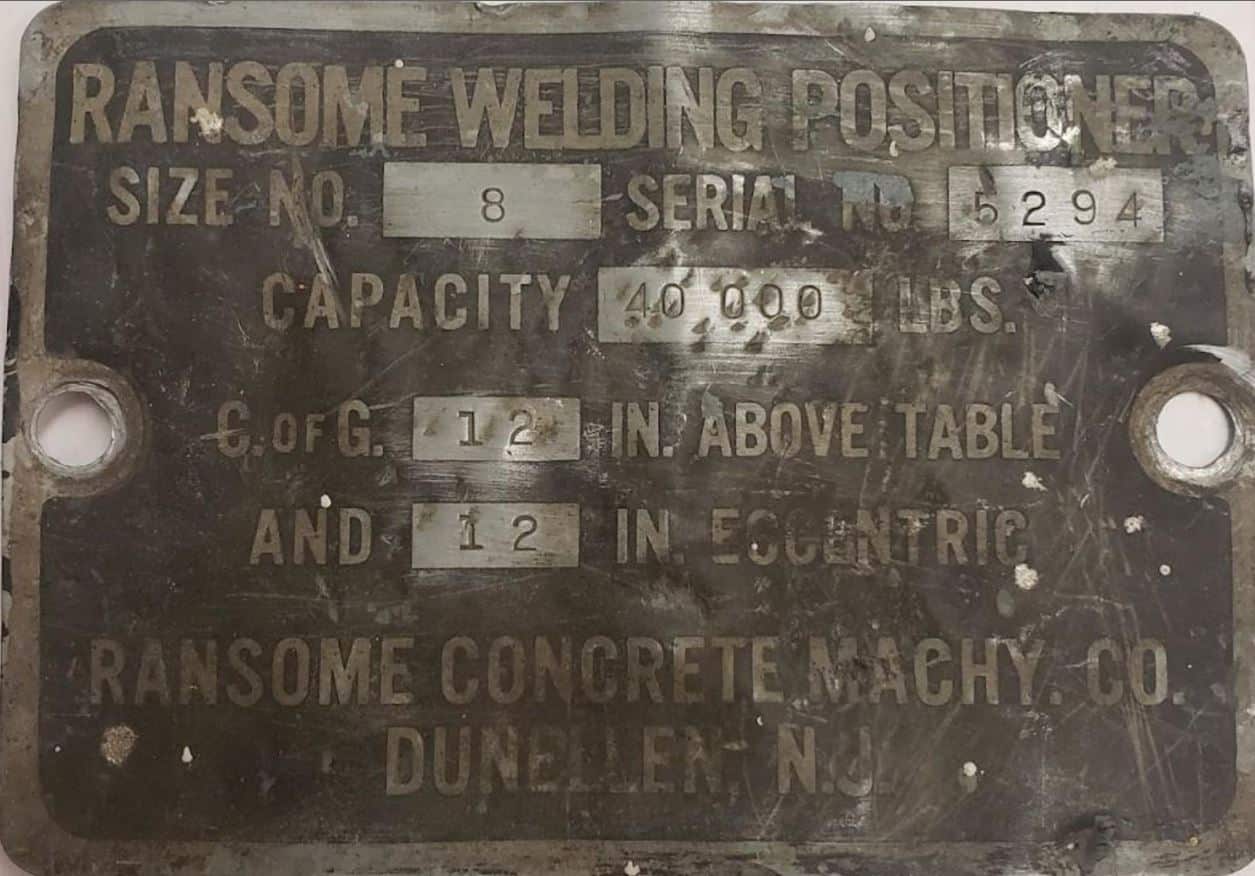 RANSOME WELDING POSITIONER
SIZE NO. 8 SERIAL NO 5294
CAPACITY 40 000 LBS.
C. OF G. 12 IN. ABOVE TABLE
AND 12 IN. ECCENTRIC
RANSOME CONCRETE MACHY. CO.
DUNELLEN, N.J.